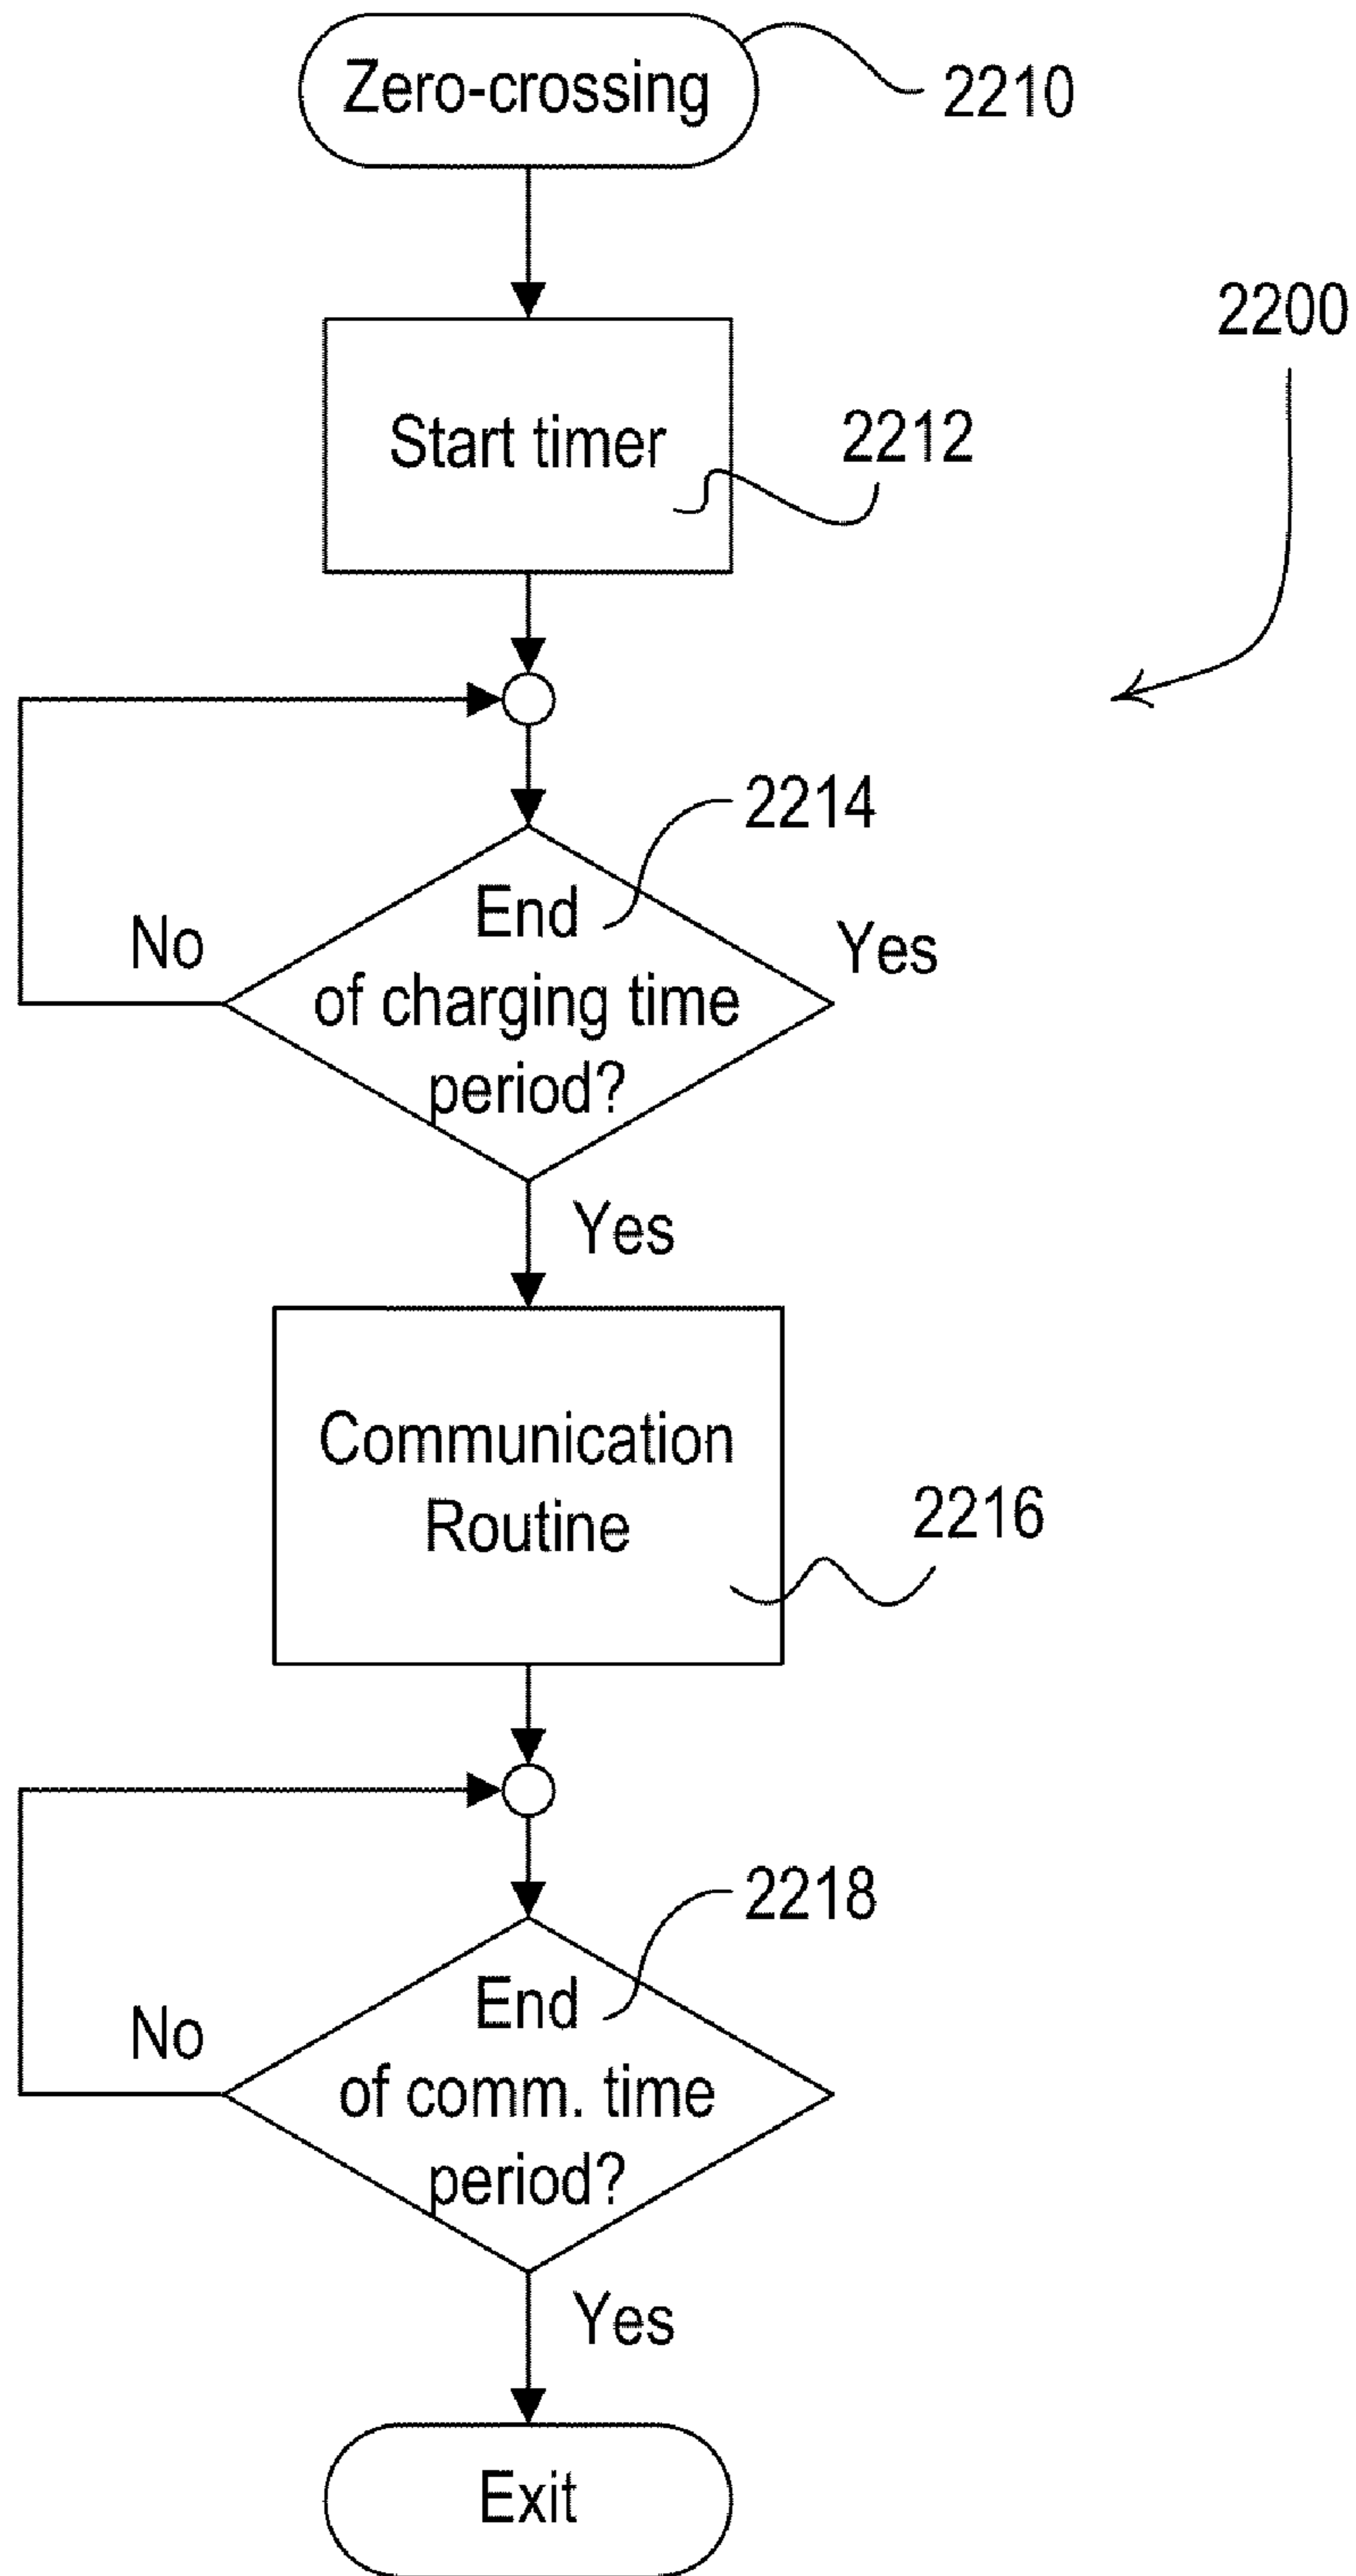 Zero-crossing
2210
2200
Start timer
2212
2214
End
of charging time
period?
No
Yes
Yes
Communication
Routine
2216
2218
End
of comm. time
period?
No
Yes
Exit